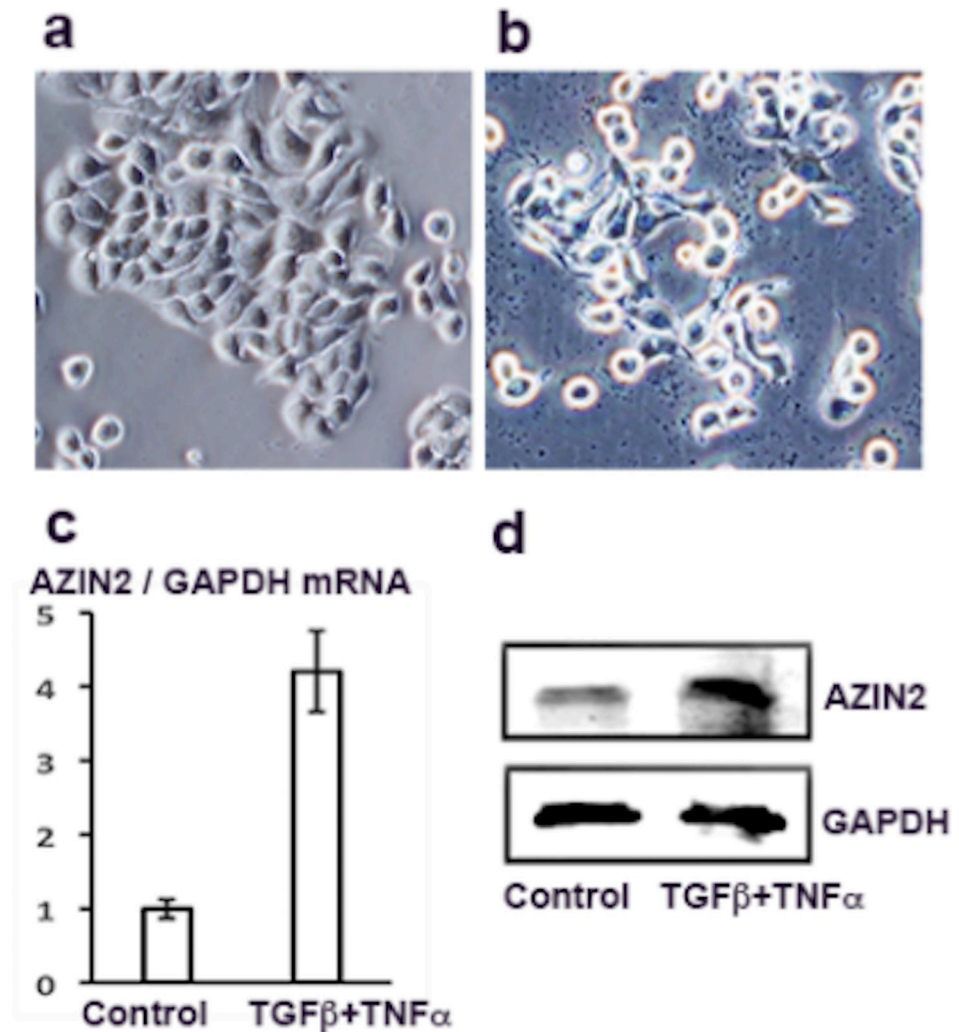 a
b
c
d
AZIN2 / GAPDH mRNA
5
4
3
2
1
0
Control TGFβ+TNFα
AZIN2
GAPDH
Control TGFβ+TNFα